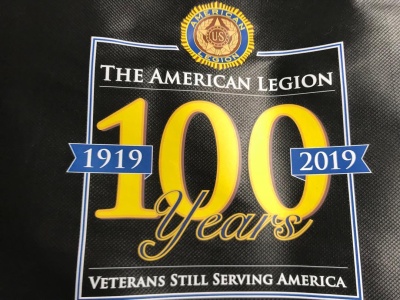 AMERICAN
U.S.
LEGION
THE AMERICAN LEGION
100
1919 2019
Years
VETERANS STILL SERVING AMERICA